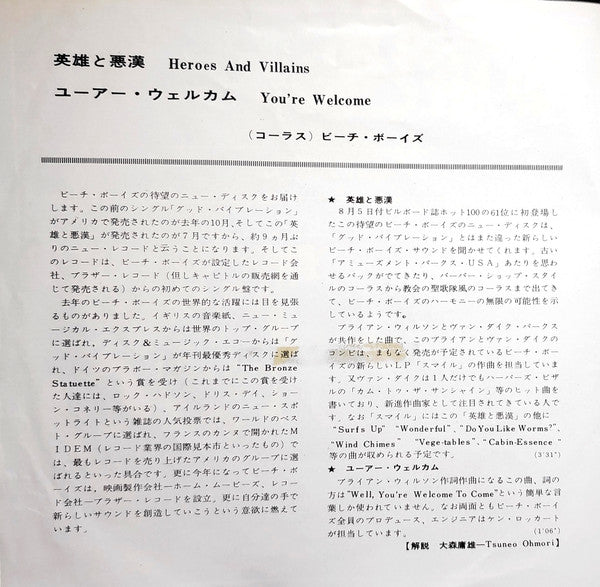 英雄と悪漢 Heroes And Villains
ユーアー・ウェルカム You're Welcome
(コーラス) ビーチ・ボーイズ
ビーチ・ボーイズの待望のニュー・ディスクをお届け
します。この前のシングル「グッド・バイブレーション」
がアメリカで発売されたのが去年の10月、そしてこの「英
雄と悪漢」が発売されたのが7月ですから、約9ヵ月ぶ
りのニュー・レコードと云うことになります。そしてこ
のレコードは、ビーチ・ボーイズが設定したレコード会
社、ブラザー・レコード(但しキャピトルの販売網を通
じて発売される)からの初めてのシングル盤です。
去年のビーチ・ボーイズの世界的な活躍には目を見張
るものがありました。イギリスの音楽紙、ニュー・ミュ
ージカル・エクスプレスからは世界のトップ・グループ
に選ばれ、ディスク&ミュージック・エコーからは「グ
ッド・バイブレーション」が年刊最優秀ディスクに選ば
れ、ドイツのブラボー・マガジンからは "The Bronze
Statuette" という賞を受け(これまでにこの賞を受け
た人達には、ロック・ハドソン、ドリス・デイ、ショー
ン・コネリー等がいる)、アイルランドのニュー・スポ
ットライトという雑誌の人気投票では、ワールドのベス
ト・グループに選ばれ、フランスのカンヌで開かれたM
IDEM(レコード業界の国際見本市といったもの)で
は、最もレコードを売り上げたアメリカのグループに選
ばれるといった具合です。更に今年になってビーチ・ボ
ーイズは、映画製作会社―ホーム・ムービーズ、レコー
ド会社―ブラザー・レコードを設立。更に自分達の手で
新らしいサウンドを創造していこうという意欲に燃えて
います。
★ 英雄と悪漢
8月5日付ビルボード誌ホット100の61位に初登場し
たこの待望のビーチ・ボーイズのニュー・ディスクは、
「グッド・バイブレーション」とはまた違った新らしい
ビーチ・ボーイズ・サウンドを聞かせてくれます。古い
「アミューズメント・パークス・USA」あたりを思わ
せるバックがでてきたり、バーバー・ショップ・スタイ
ルのコーラスから教会の聖歌隊風のコーラスまで出てき
て、ビーチ・ボーイズのハーモニーの無限の可能性を示
しているようです。
ブライアン・ウィルソンとヴァン・ダイク・パークス
が共作をした曲で、このブライアンとヴァン・ダイクの
コンビは、まもなく発売が予定されているビーチ・ボー
イズの新らしいLP「スマイル」の作曲を担当していま
す。又ヴァン・ダイクは1人だけでもハーパーズ・ビザ
ルの「カム・トゥ・ザ・サンシャイン」等のヒット曲を
書いており、新進作曲家として注目されてきている人で
す。なお「スマイル」にはこの「英雄と悪漢」の他に
"Surfs Up" "Wonderful", "Do You Like Worms?",
"Wind Chimes" "Vege-tables", "Cabin-Essence"
等の曲が収められる予定です。 (3'31")
★ ユーアー・ウェルカム
ブライアン・ウィルソン作詞作曲になるこの曲、詞の
方は"Well, You're Welcome To Come"という簡単な言
葉しか使われていません。なお両面ともビーチ・ボーイ
ズ全員のプロデュース、エンジニアはケン・ロッカート
が担当しています。 (1'06")
【解説 大森庸雄―Tsuneo Ohmori】